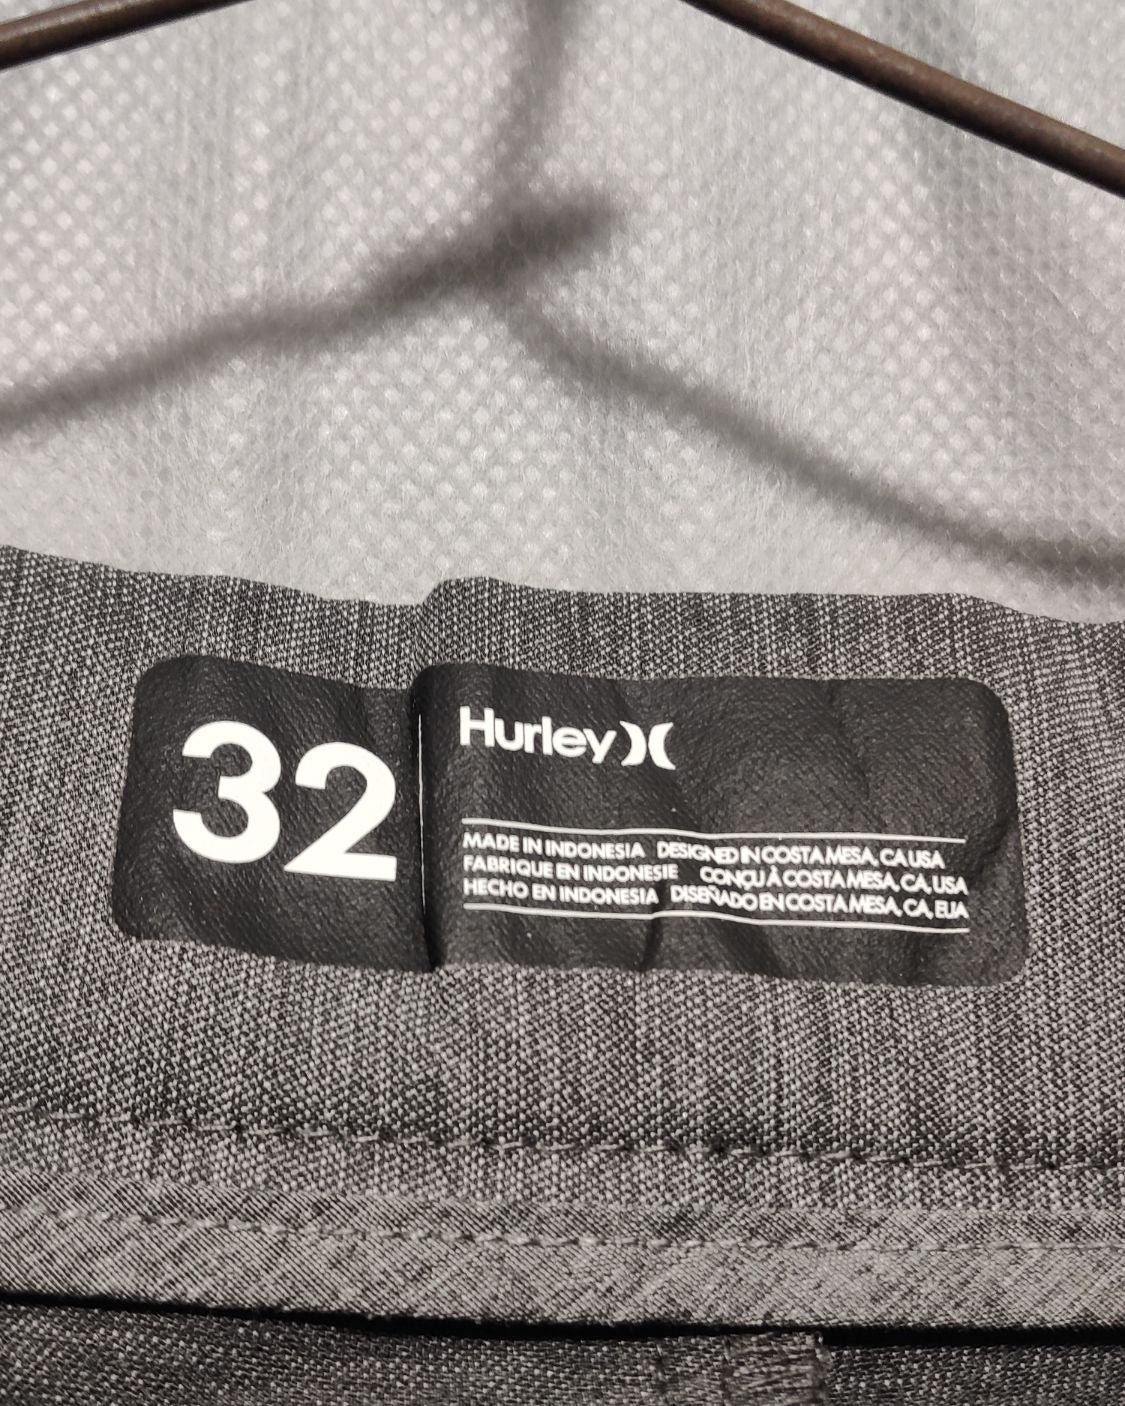 32
Hurley
MADE IN INDONESIA DESIGNED IN COSTA MESA, CA USA
FABRIQUE EN INDONESIE CONÇU À COSTA MESA, CA, USA
HECHO EN INDONESIA DISEÑADO EN COSTA MESA, CA, EUA